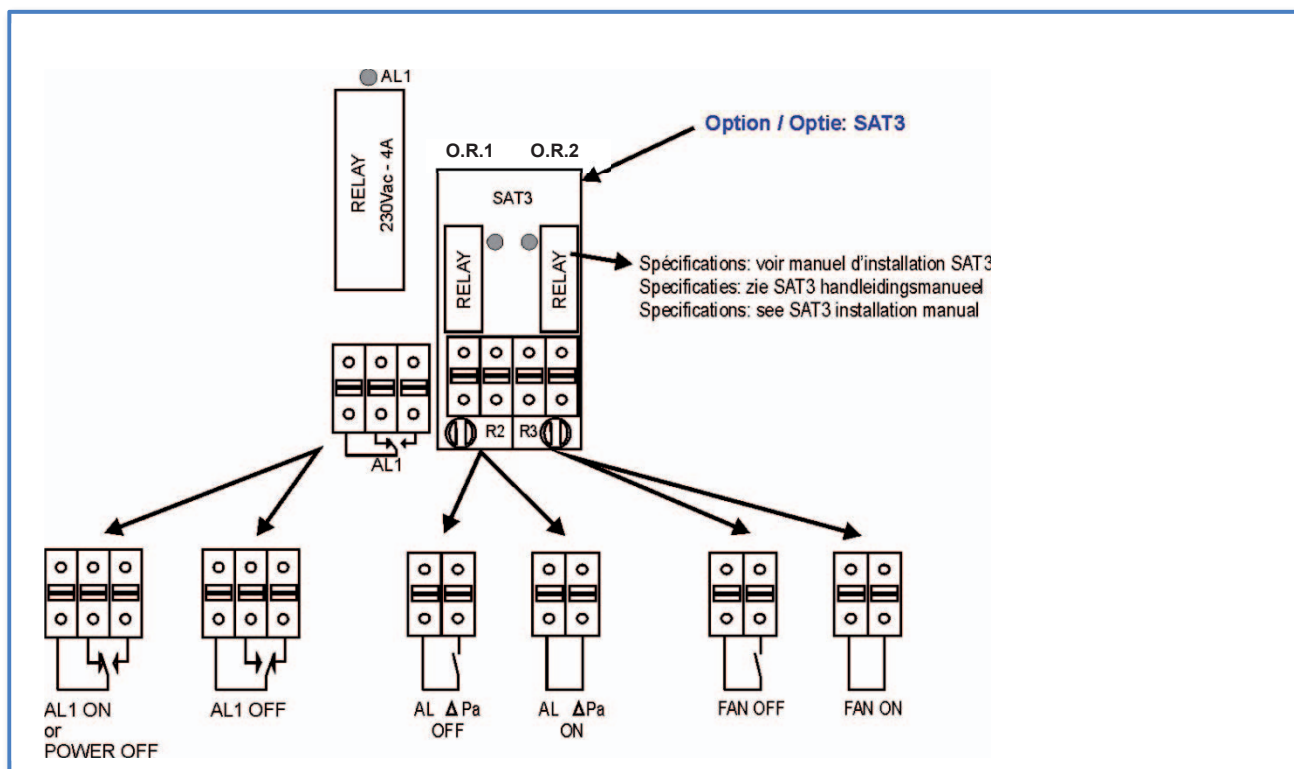 AL1
RELAY
230Vac - 4A
Option / Optie: SAT3
O.R.1 O.R.2
SAT3
RELAY
RELAY
Spécifications: voir manuel d'installation SAT3
Specificaties: zie SAT3 handleidingsmanueel
Specifications: see SAT3 installation manual
R2 R3
AL1
AL1 ON
or
POWER OFF
AL1 OFF
AL Δ Pa
OFF
AL ΔPa
ON
FAN OFF
FAN ON